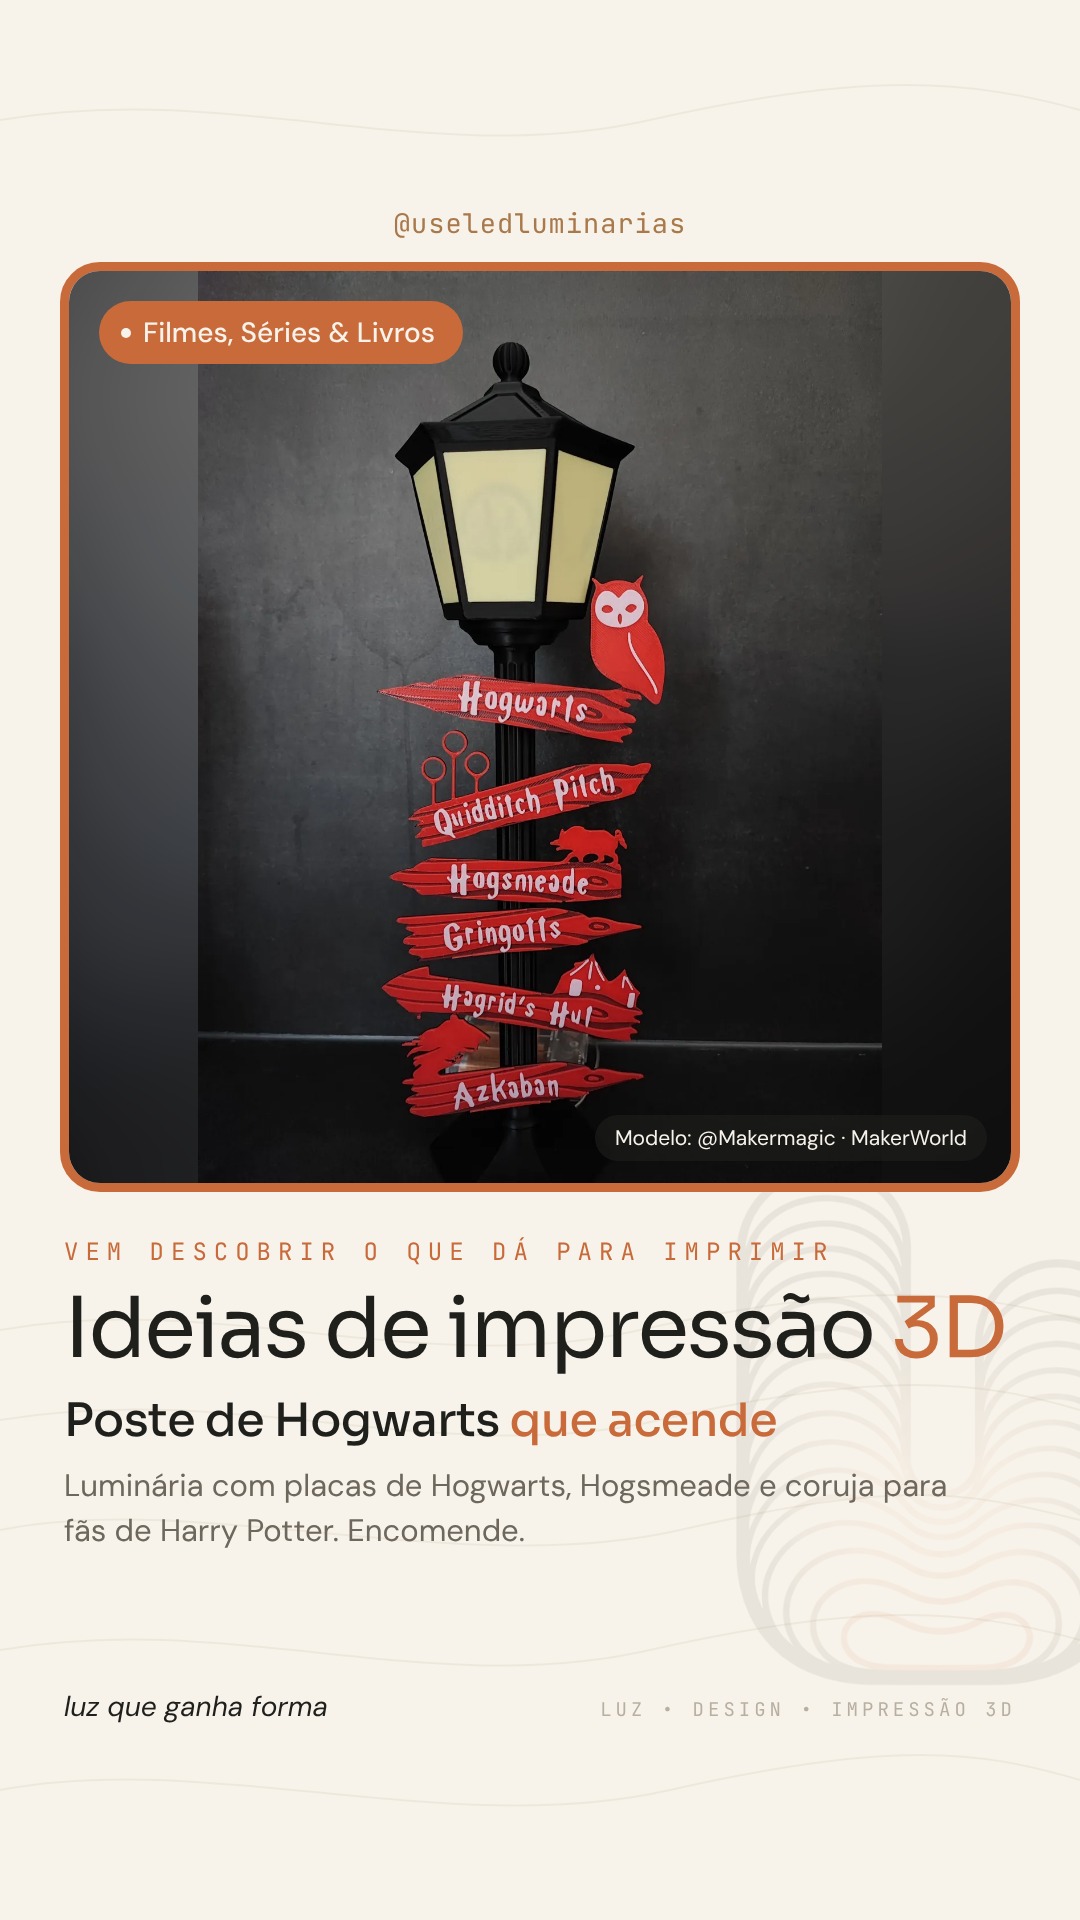 @useledluminarias
• Filmes, Séries & Livros
Hogwarts
Quidditch Pitch
Hogsmeade
Gringotts
Hagrid's Hut
Azkaban
Modelo: @Makermagic · MakerWorld
VEM DESCOBRIR O QUE DÁ PARA IMPRIMIR
Ideias de impressão 3D
Poste de Hogwarts que acende
Luminária com placas de Hogwarts, Hogsmeade e coruja para
fãs de Harry Potter. Encomende.
luz que ganha forma
LUZ • DESIGN • IMPRESSÃO 3D